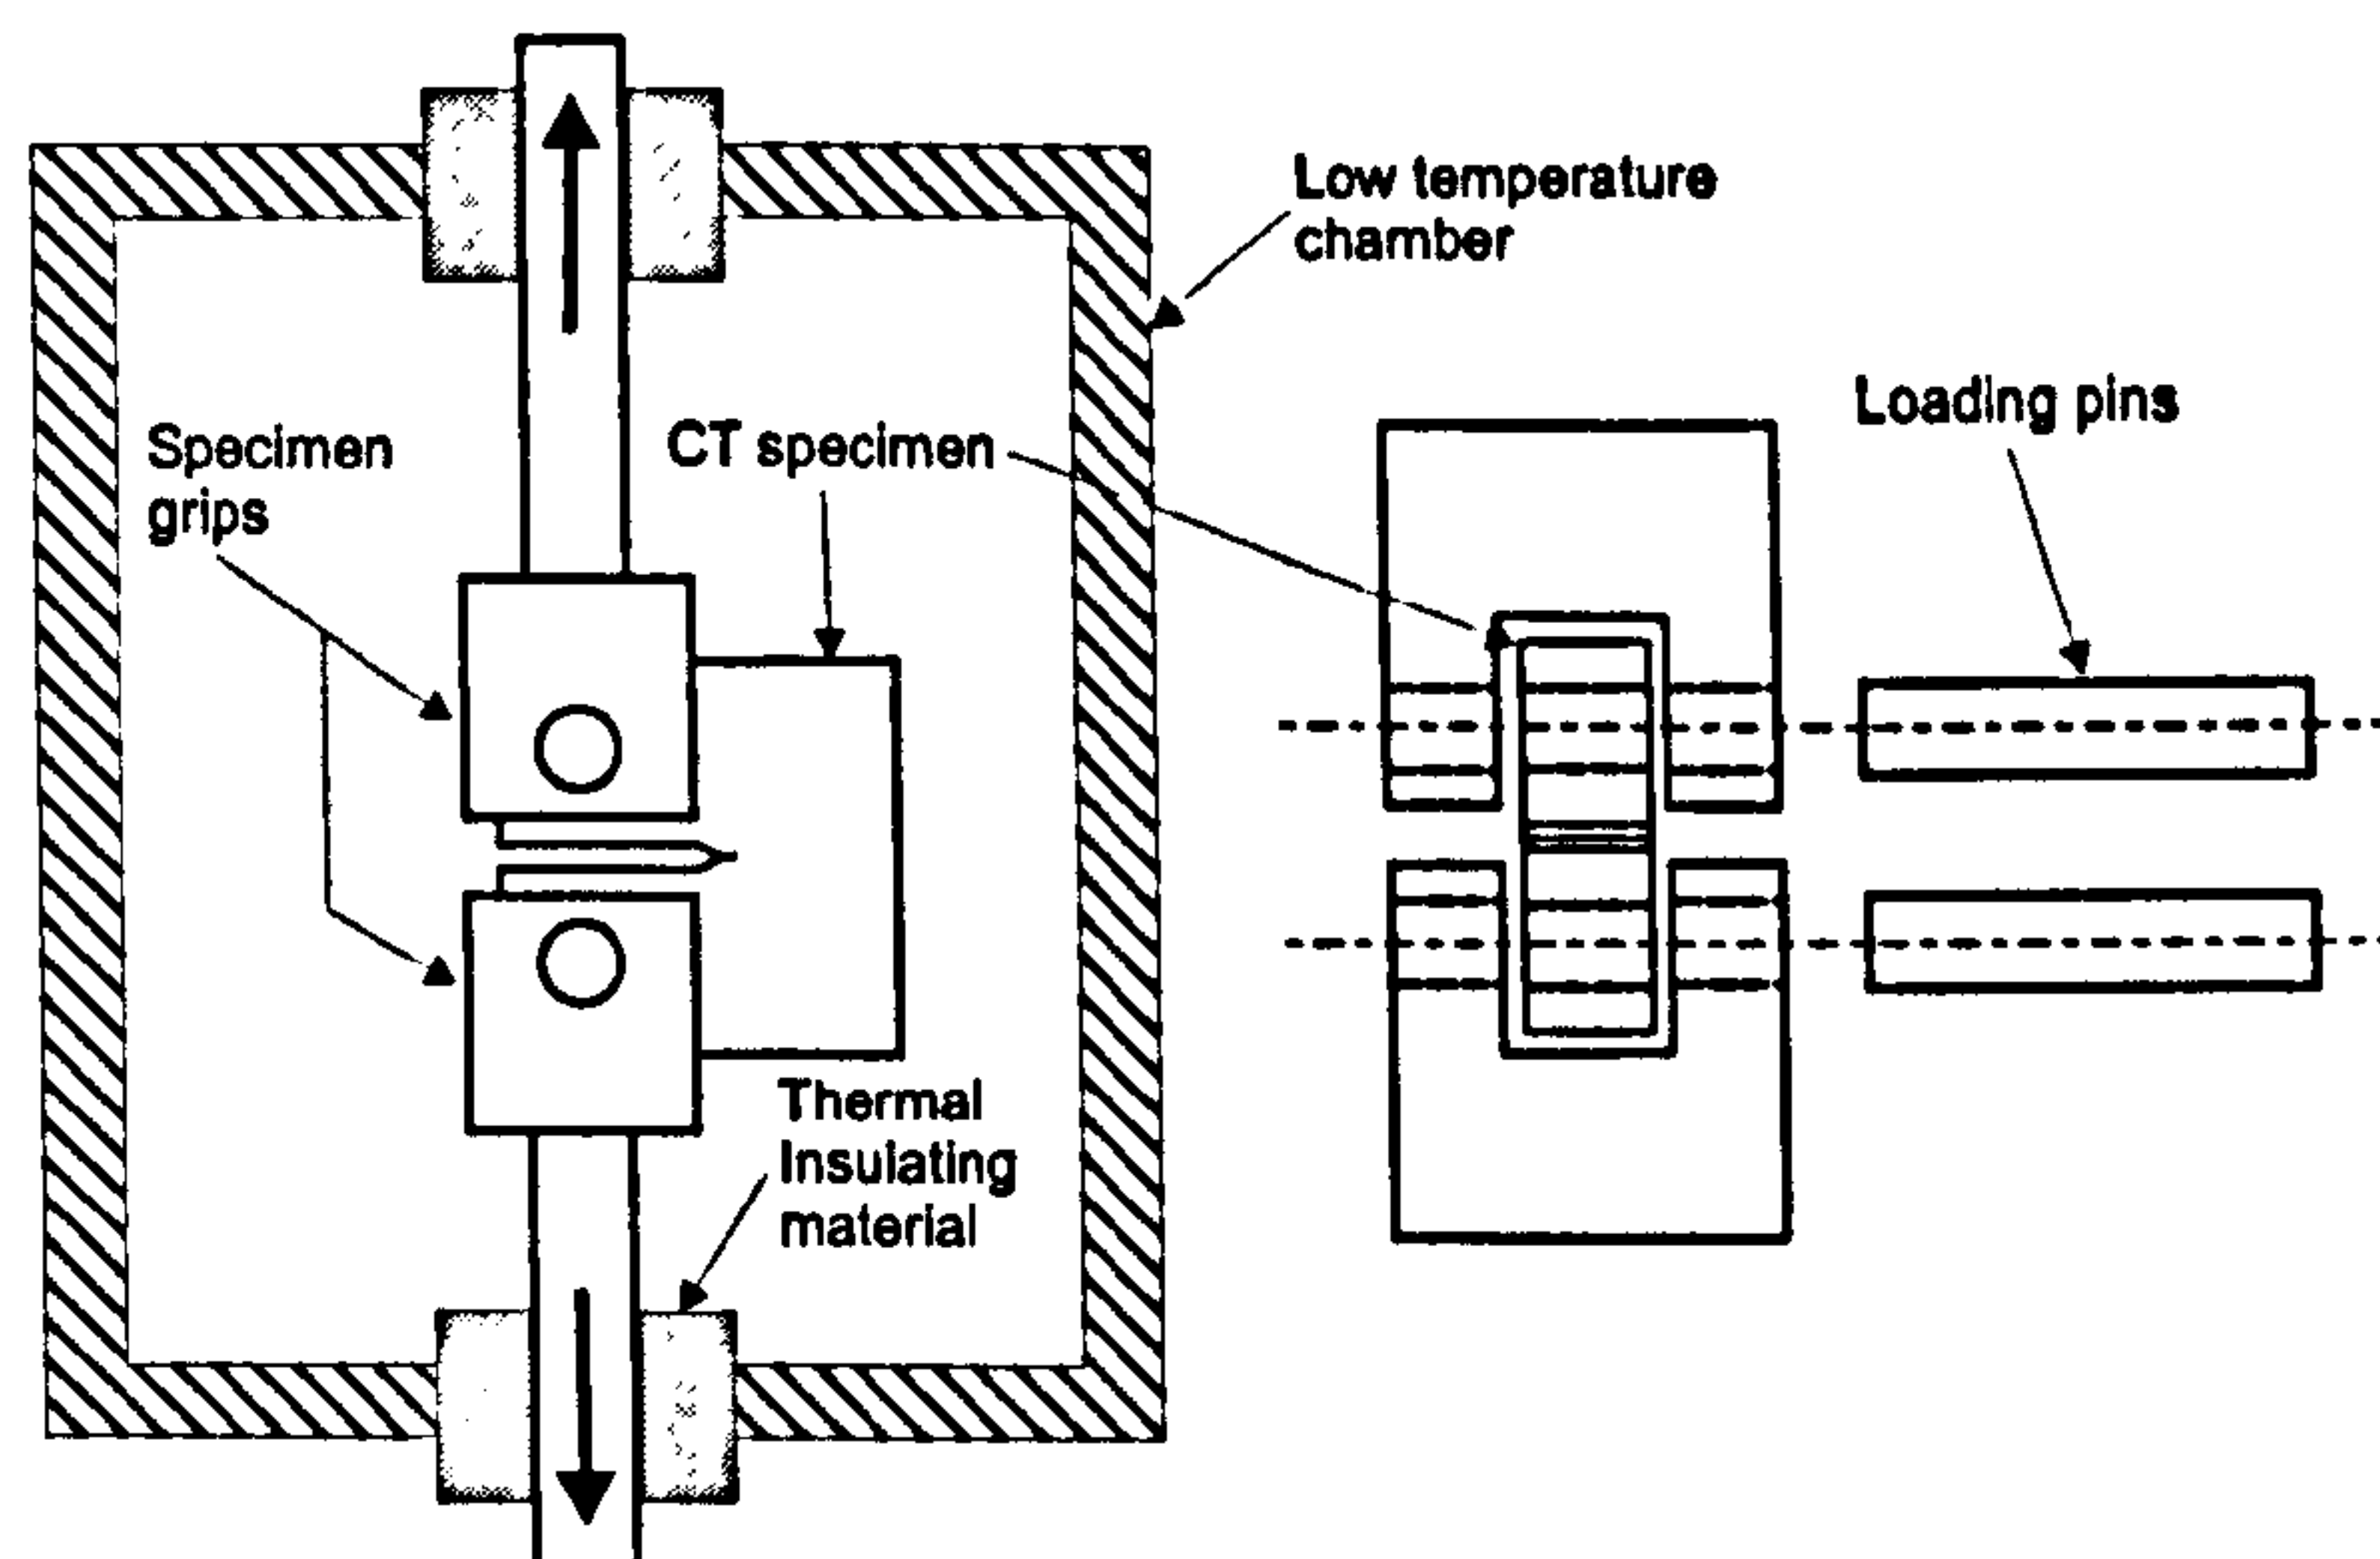 Low temperature
chamber
Loading pins
Specimen
grips
CT specimen
Thermal
Insulating
material